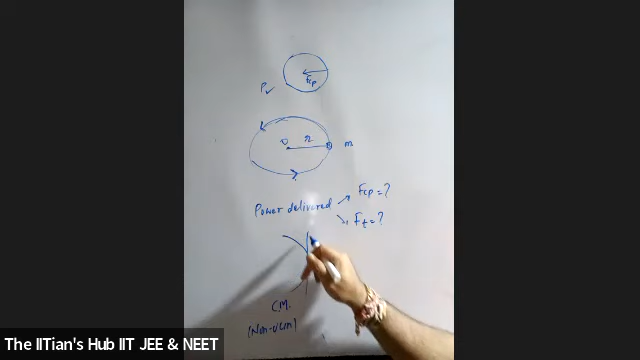 Fcp
P✓
O r m
Power delivered
Fcp = ?
Ft = ?
C.M.
(Non-UCM)
The IITian's Hub IIT JEE & NEET